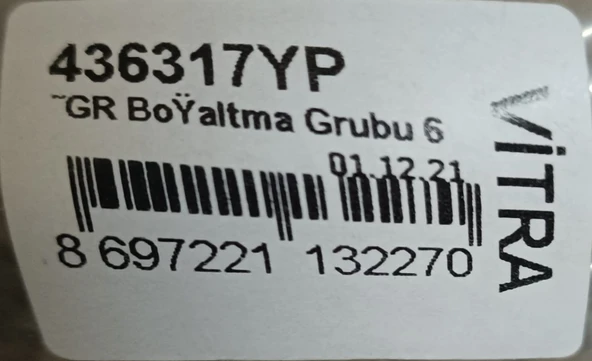 436317YP
˜GR BoŸaltma Grubu 6
01.12.21
8 697221 132270
VİTRA